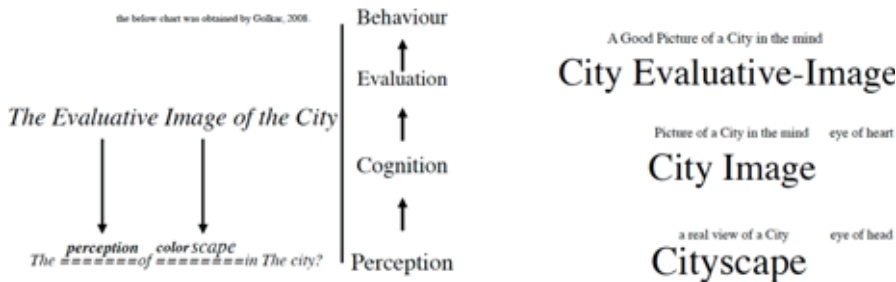 the below chart was obtained by Golkar, 2008.
The Evaluative Image of the City
perception color scape
The =======of ========in The city?
Behaviour
Evaluation
Cognition
Perception
A Good Picture of a City in the mind
City Evaluative-Image
Picture of a City in the mind eye of heart
City Image
a real view of a City eye of head
Cityscape